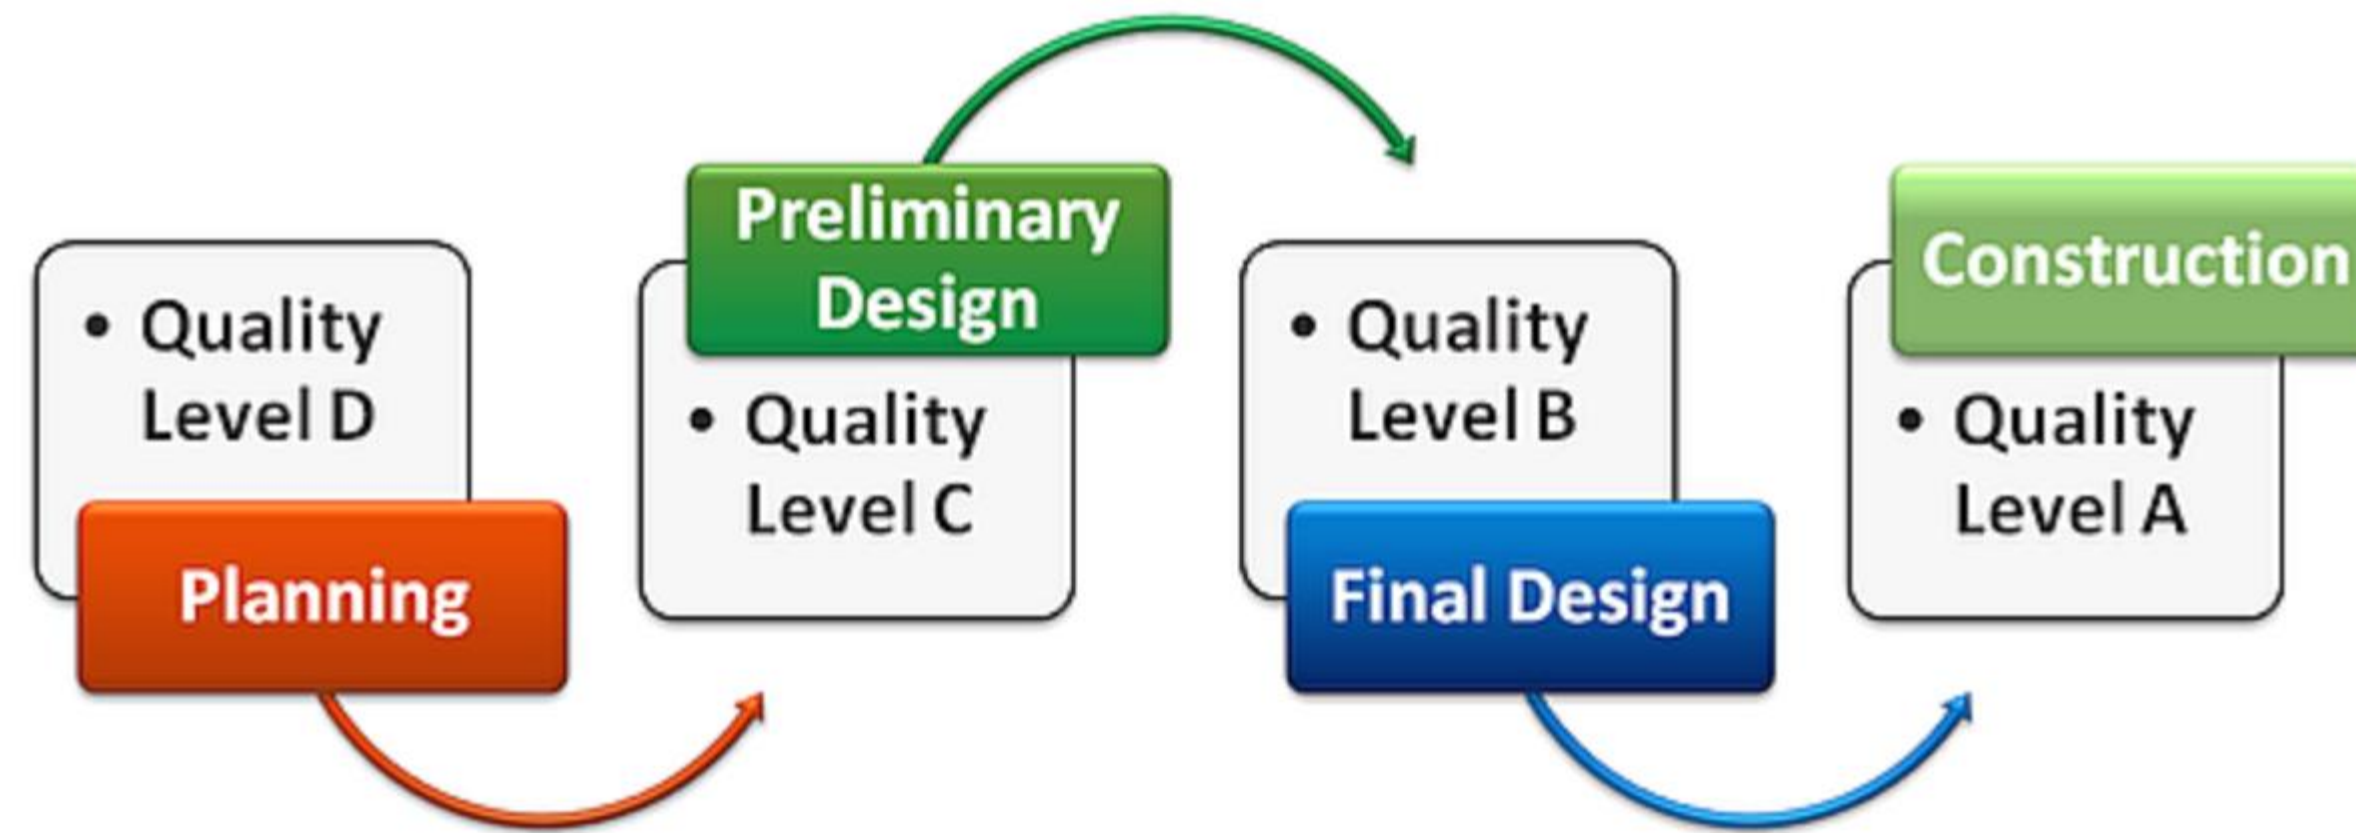 • Quality
Level D
Planning
Preliminary
Design
• Quality
Level C
• Quality
Level B
Final Design
Construction
• Quality
Level A